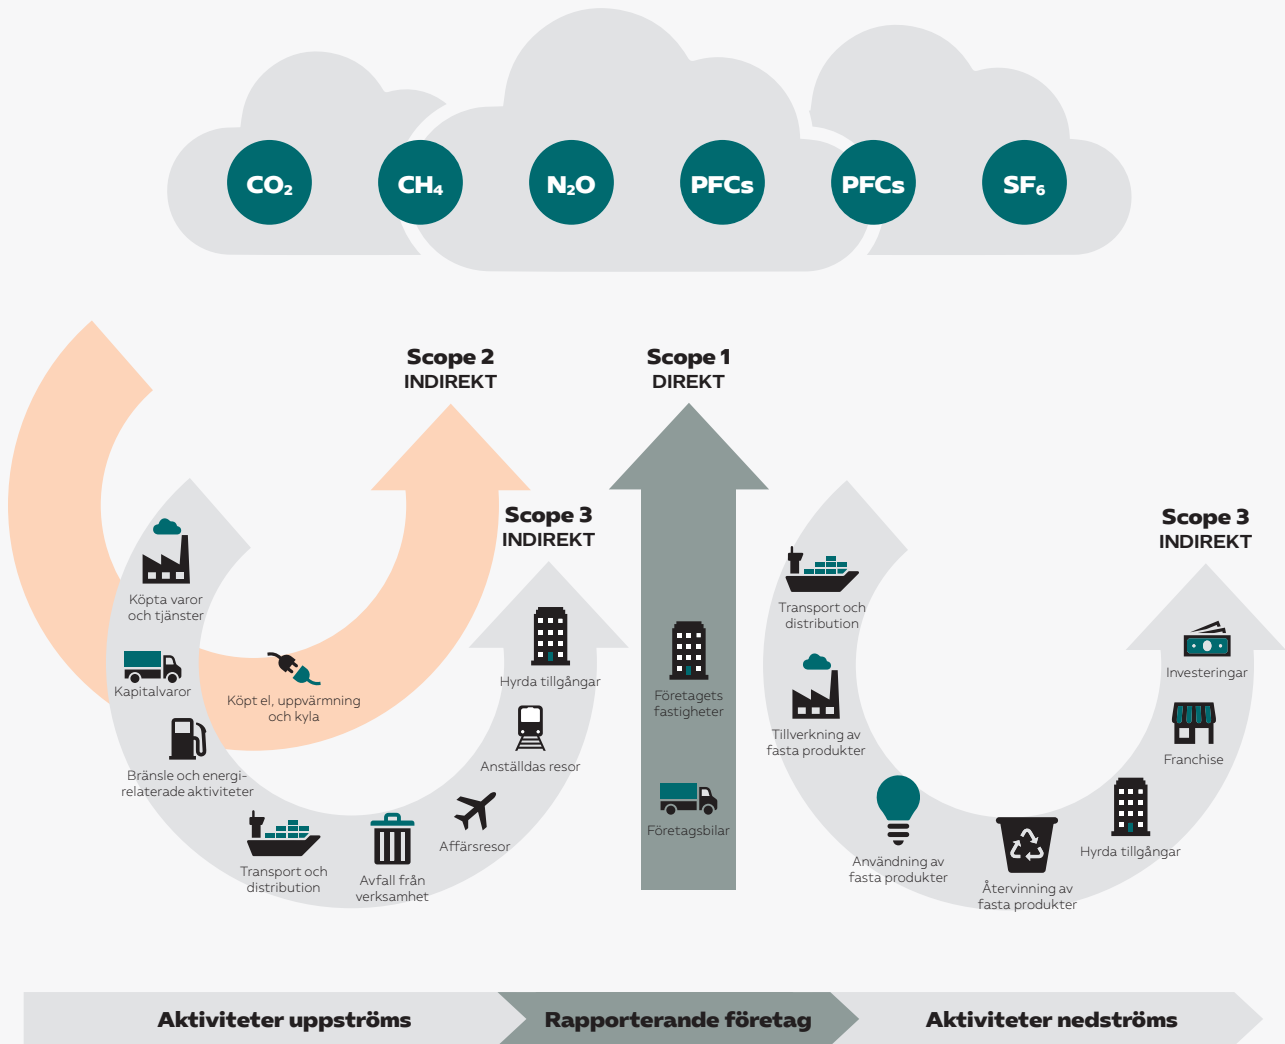 CO₂ CH₄ N₂O PFCs PFCs SF₆
Scope 2
INDIREKT
Scope 1
DIREKT
Scope 3
INDIREKT
Scope 3
INDIREKT
Köpta varor
och tjänster
Kapitalvaror
Bränsle och energi-
relaterade aktiviteter
Köpt el, uppvärmning
och kyla
Transport och
distribution
Avfall från
verksamhet
Affärsresor
Anställdas resor
Hyrda tillgångar
Företagets
fastigheter
Företagsbilar
Transport och
distribution
Tillverkning av
fasta produkter
Användning av
fasta produkter
Återvinning av
fasta produkter
Hyrda tillgångar
Franchise
Investeringar
Aktiviteter uppströms
Rapporterande företag
Aktiviteter nedströms